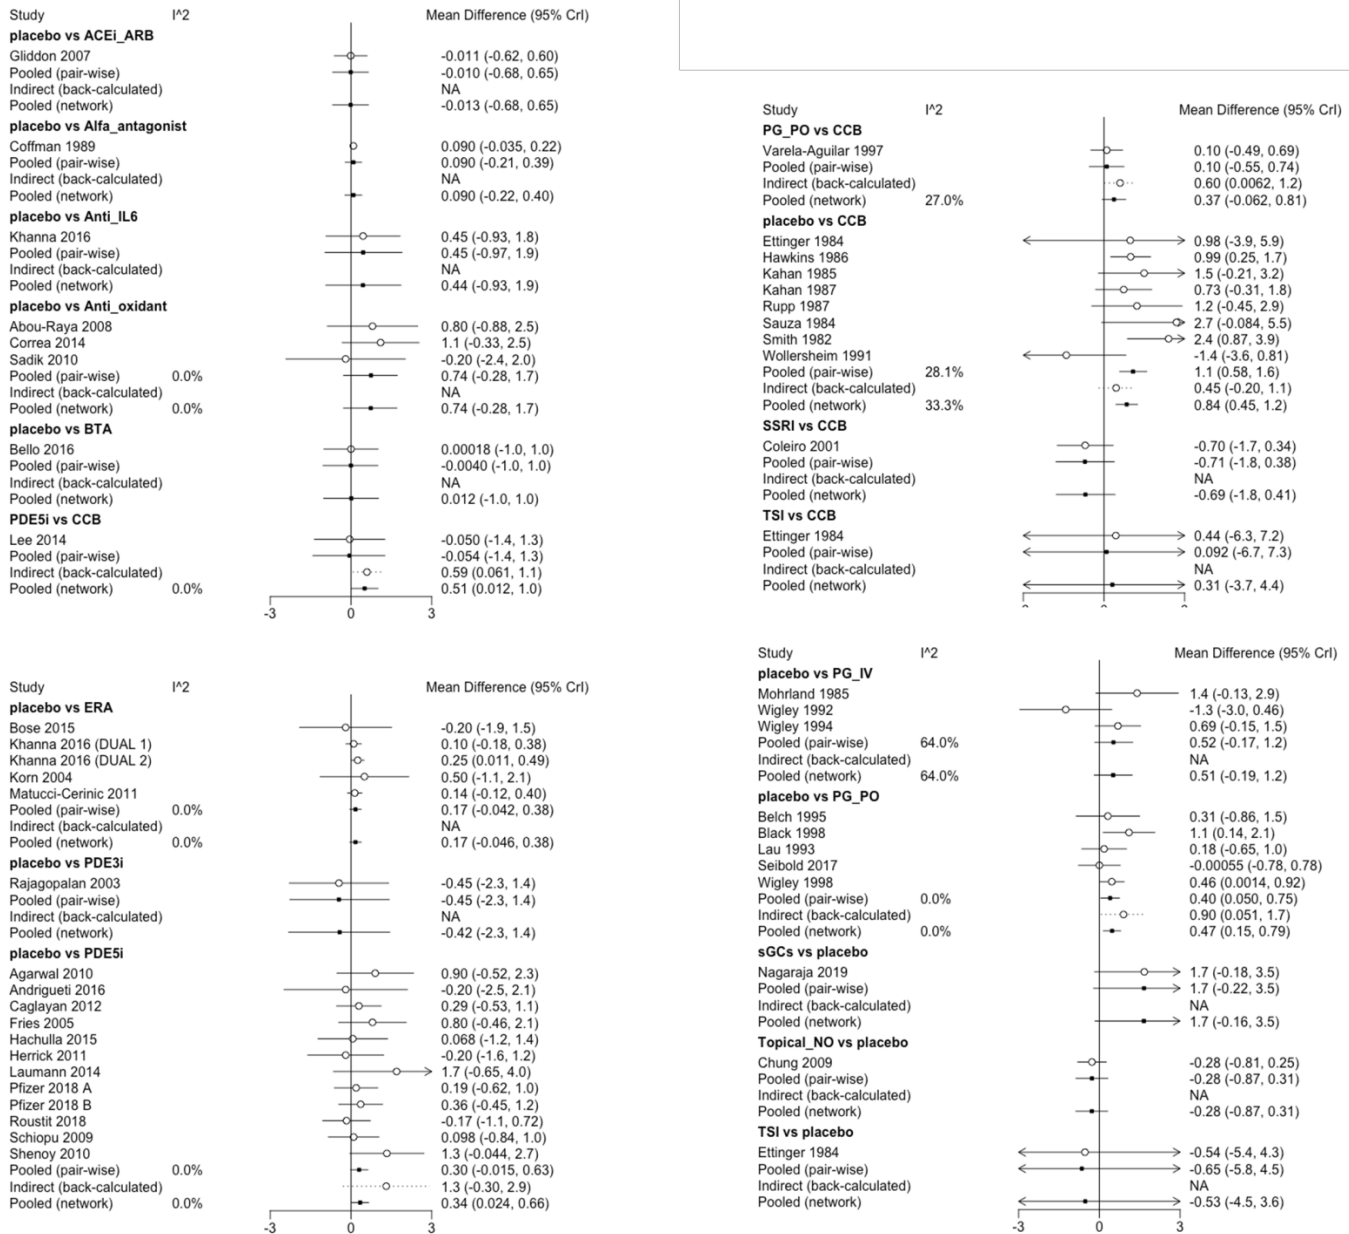 Study I^2 Mean Difference (95% CrI)
placebo vs ACEi_ARB
Gliddon 2007 -0.011 (-0.62, 0.60)
Pooled (pair-wise) -0.010 (-0.68, 0.65)
Indirect (back-calculated) NA
Pooled (network) -0.013 (-0.68, 0.65)
placebo vs Alfa_antagonist
Coffman 1989 0.090 (-0.035, 0.22)
Pooled (pair-wise) 0.090 (-0.21, 0.39)
Indirect (back-calculated) NA
Pooled (network) 0.090 (-0.22, 0.40)
placebo vs Anti_IL6
Khanna 2016 0.45 (-0.93, 1.8)
Pooled (pair-wise) 0.45 (-0.97, 1.9)
Indirect (back-calculated) NA
Pooled (network) 0.44 (-0.93, 1.9)
placebo vs Anti_oxidant
Abou-Raya 2008 0.80 (-0.88, 2.5)
Correa 2014 1.1 (-0.33, 2.5)
Sadik 2010 -0.20 (-2.4, 2.0)
Pooled (pair-wise) 0.0% 0.74 (-0.28, 1.7)
Indirect (back-calculated) NA
Pooled (network) 0.0% 0.74 (-0.28, 1.7)
placebo vs BTA
Bello 2016 0.00018 (-1.0, 1.0)
Pooled (pair-wise) -0.0040 (-1.0, 1.0)
Indirect (back-calculated) NA
Pooled (network) 0.012 (-1.0, 1.0)
PDE5i vs CCB
Lee 2014 -0.050 (-1.4, 1.3)
Pooled (pair-wise) -0.054 (-1.4, 1.3)
Indirect (back-calculated) 0.59 (0.061, 1.1)
Pooled (network) 0.0% 0.51 (0.012, 1.0)
-3 0 3
Study I^2 Mean Difference (95% CrI)
PG_PO vs CCB
Varela-Aguilar 1997 0.10 (-0.49, 0.69)
Pooled (pair-wise) 0.10 (-0.55, 0.74)
Indirect (back-calculated) 0.60 (0.0062, 1.2)
Pooled (network) 27.0% 0.37 (-0.062, 0.81)
placebo vs CCB
Ettinger 1984 0.98 (-3.9, 5.9)
Hawkins 1986 0.99 (0.25, 1.7)
Kahan 1985 1.5 (-0.21, 3.2)
Kahan 1987 0.73 (-0.31, 1.8)
Rupp 1987 1.2 (-0.45, 2.9)
Sauza 1984 2.7 (-0.084, 5.5)
Smith 1982 2.4 (0.87, 3.9)
Wollersheim 1991 -1.4 (-3.6, 0.81)
Pooled (pair-wise) 28.1% 1.1 (0.58, 1.6)
Indirect (back-calculated) 0.45 (-0.20, 1.1)
Pooled (network) 33.3% 0.84 (0.45, 1.2)
SSRI vs CCB
Coleiro 2001 -0.70 (-1.7, 0.34)
Pooled (pair-wise) -0.71 (-1.8, 0.38)
Indirect (back-calculated) NA
Pooled (network) -0.69 (-1.8, 0.41)
TSI vs CCB
Ettinger 1984 0.44 (-6.3, 7.2)
Pooled (pair-wise) 0.092 (-6.7, 7.3)
Indirect (back-calculated) NA
Pooled (network) 0.31 (-3.7, 4.4)
Study I^2 Mean Difference (95% CrI)
placebo vs ERA
Bose 2015 -0.20 (-1.9, 1.5)
Khanna 2016 (DUAL 1) 0.10 (-0.18, 0.38)
Khanna 2016 (DUAL 2) 0.25 (0.011, 0.49)
Korn 2004 0.50 (-1.1, 2.1)
Matucci-Cerinic 2011 0.14 (-0.12, 0.40)
Pooled (pair-wise) 0.0% 0.17 (-0.042, 0.38)
Indirect (back-calculated) NA
Pooled (network) 0.0% 0.17 (-0.046, 0.38)
placebo vs PDE3i
Rajagopalan 2003 -0.45 (-2.3, 1.4)
Pooled (pair-wise) -0.45 (-2.3, 1.4)
Indirect (back-calculated) NA
Pooled (network) -0.42 (-2.3, 1.4)
placebo vs PDE5i
Agarwal 2010 0.90 (-0.52, 2.3)
Andrigueti 2016 -0.20 (-2.5, 2.1)
Caglayan 2012 0.29 (-0.53, 1.1)
Fries 2005 0.80 (-0.46, 2.1)
Hachulla 2015 0.068 (-1.2, 1.4)
Herrick 2011 -0.20 (-1.6, 1.2)
Laumann 2014 1.7 (-0.65, 4.0)
Pfizer 2018 A 0.19 (-0.62, 1.0)
Pfizer 2018 B 0.36 (-0.45, 1.2)
Roustit 2018 -0.17 (-1.1, 0.72)
Schiopu 2009 0.098 (-0.84, 1.0)
Shenoy 2010 1.3 (-0.044, 2.7)
Pooled (pair-wise) 0.0% 0.30 (-0.015, 0.63)
Indirect (back-calculated) 1.3 (-0.30, 2.9)
Pooled (network) 0.0% 0.34 (0.024, 0.66)
-3 0 3
Study I^2 Mean Difference (95% CrI)
placebo vs PG_IV
Mohrland 1985 1.4 (-0.13, 2.9)
Wigley 1992 -1.3 (-3.0, 0.46)
Wigley 1994 0.69 (-0.15, 1.5)
Pooled (pair-wise) 64.0% 0.52 (-0.17, 1.2)
Indirect (back-calculated) NA
Pooled (network) 64.0% 0.51 (-0.19, 1.2)
placebo vs PG_PO
Belch 1995 0.31 (-0.86, 1.5)
Black 1998 1.1 (0.14, 2.1)
Lau 1993 0.18 (-0.65, 1.0)
Seibold 2017 -0.00055 (-0.78, 0.78)
Wigley 1998 0.46 (0.0014, 0.92)
Pooled (pair-wise) 0.0% 0.40 (0.050, 0.75)
Indirect (back-calculated) 0.90 (0.051, 1.7)
Pooled (network) 0.0% 0.47 (0.15, 0.79)
sGCs vs placebo
Nagaraja 2019 1.7 (-0.18, 3.5)
Pooled (pair-wise) 1.7 (-0.22, 3.5)
Indirect (back-calculated) NA
Pooled (network) 1.7 (-0.16, 3.5)
Topical_NO vs placebo
Chung 2009 -0.28 (-0.81, 0.25)
Pooled (pair-wise) -0.28 (-0.87, 0.31)
Indirect (back-calculated) NA
Pooled (network) -0.28 (-0.87, 0.31)
TSI vs placebo
Ettinger 1984 -0.54 (-5.4, 4.3)
Pooled (pair-wise) -0.65 (-5.8, 4.5)
Indirect (back-calculated) NA
Pooled (network) -0.53 (-4.5, 3.6)
-3 0 3